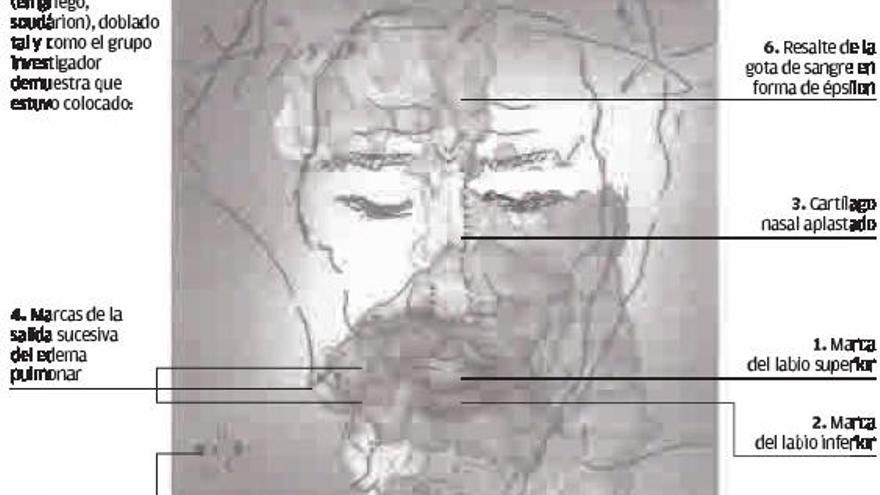 (en griego,
soudárion), doblado
tal y como el grupo
investigador
demuestra que
estuvo colocado:
6. Resalte de la
gota de sangre en
forma de épsilon
3. Cartílago
nasal aplastado
4. Marcas de la
salida sucesiva
del edema
pulmonar
1. Marca
del labio superior
2. Marca
del labio inferior